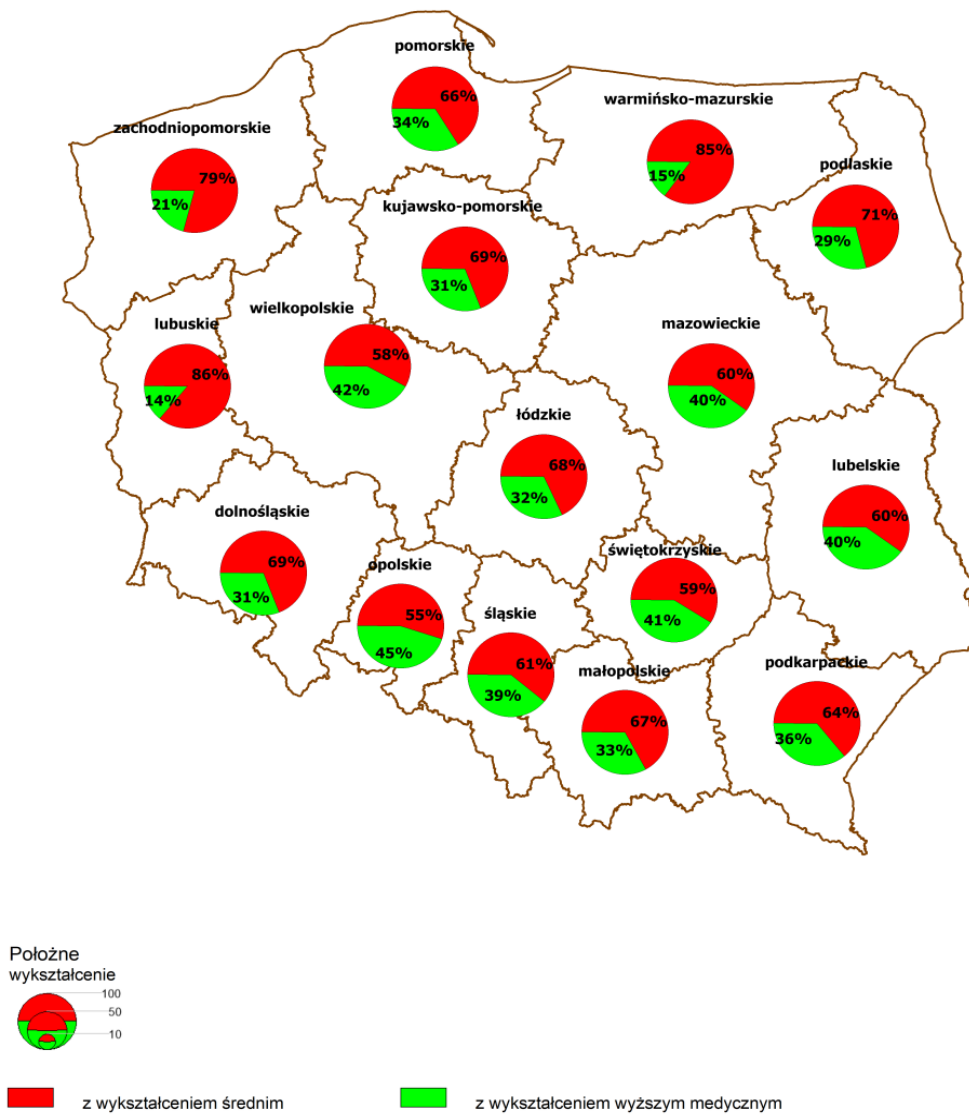 pomorskie
66%
34%
warmińsko-mazurskie
85%
15%
zachodniopomorskie
79%
21%
podlaskie
71%
29%
kujawsko-pomorskie
69%
31%
wielkopolskie
58%
42%
lubuskie
86%
14%
mazowieckie
60%
40%
łódzkie
68%
32%
lubelskie
60%
40%
dolnośląskie
69%
31%
opolskie
55%
45%
świętokrzyskie
59%
41%
śląskie
61%
39%
małopolskie
67%
33%
podkarpackie
64%
36%
Położne
wykształcenie
100
50
10
z wykształceniem średnim
z wykształceniem wyższym medycznym